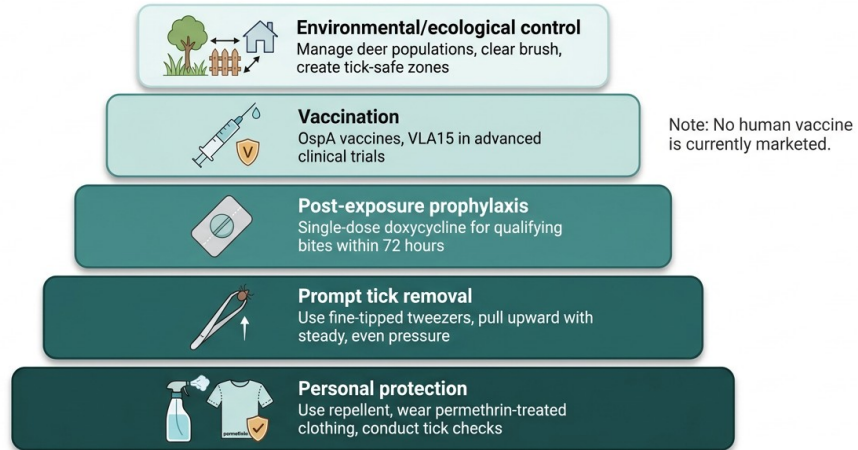 Environmental/ecological control
Manage deer populations, clear brush,
create tick-safe zones
Vaccination
OspA vaccines, VLA15 in advanced
clinical trials
V
Note: No human vaccine
is currently marketed.
Post-exposure prophylaxis
Single-dose doxycycline for qualifying
bites within 72 hours
Prompt tick removal
Use fine-tipped tweezers, pull upward with
steady, even pressure
Personal protection
Use repellent, wear permethrin-treated
clothing, conduct tick checks